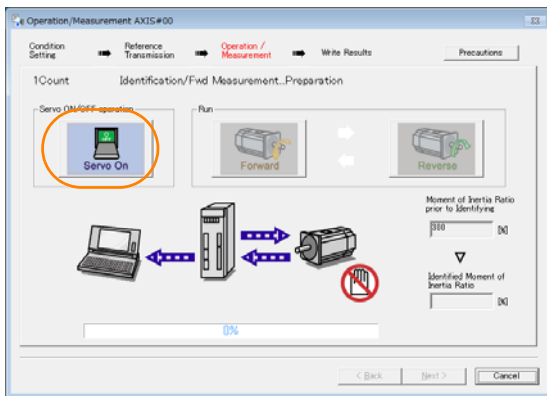 Operation/Measurement AXIS#00
Condition Setting
Reference Transmission
Operation / Measurement
Write Results
Precautions
1Count Identification/Fwd Measurement...Preparation
Servo ON/OFF operation
Run
Servo On
Forward
Reverse
Moment of Inertia Ratio
prior to Identifying
300 [%]
Identified Moment of
Inertia Ratio
[%]
0%
< Back
Next >
Cancel